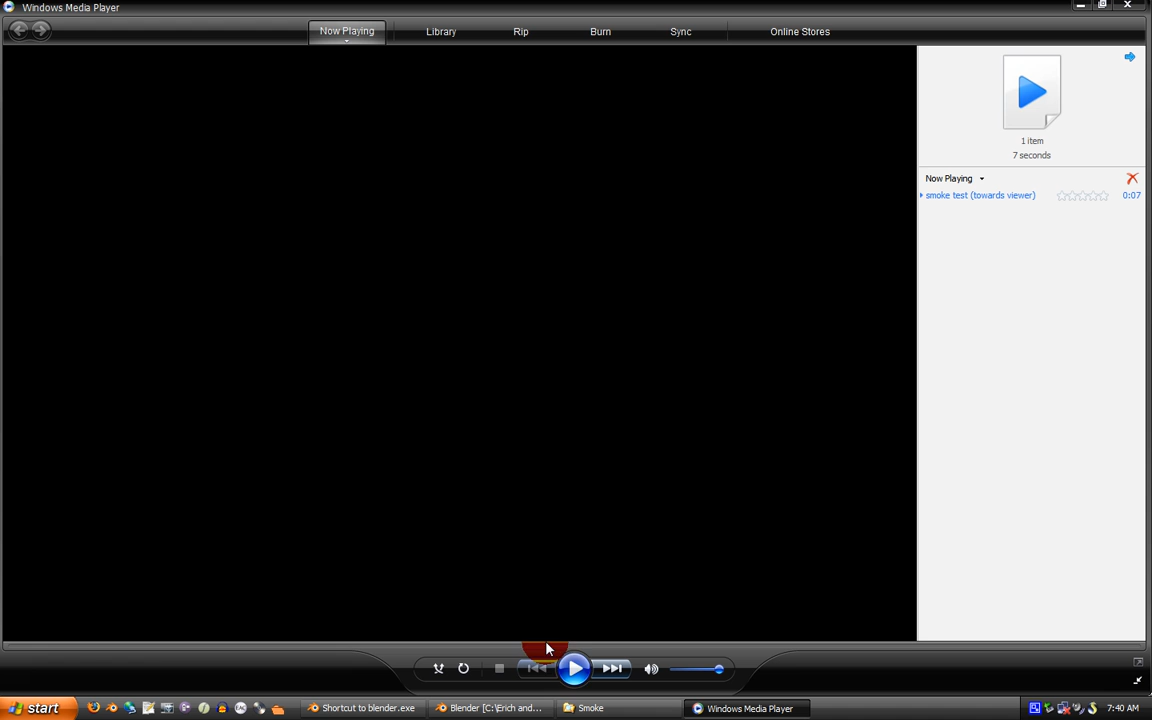 Windows Media Player
Now Playing Library Rip Burn Sync Online Stores
1 item
7 seconds
Now Playing
smoke test (towards viewer) 0:07
start Shortcut to blender.exe Blender [C:\Erich and... Smoke Windows Media Player 7:40 AM